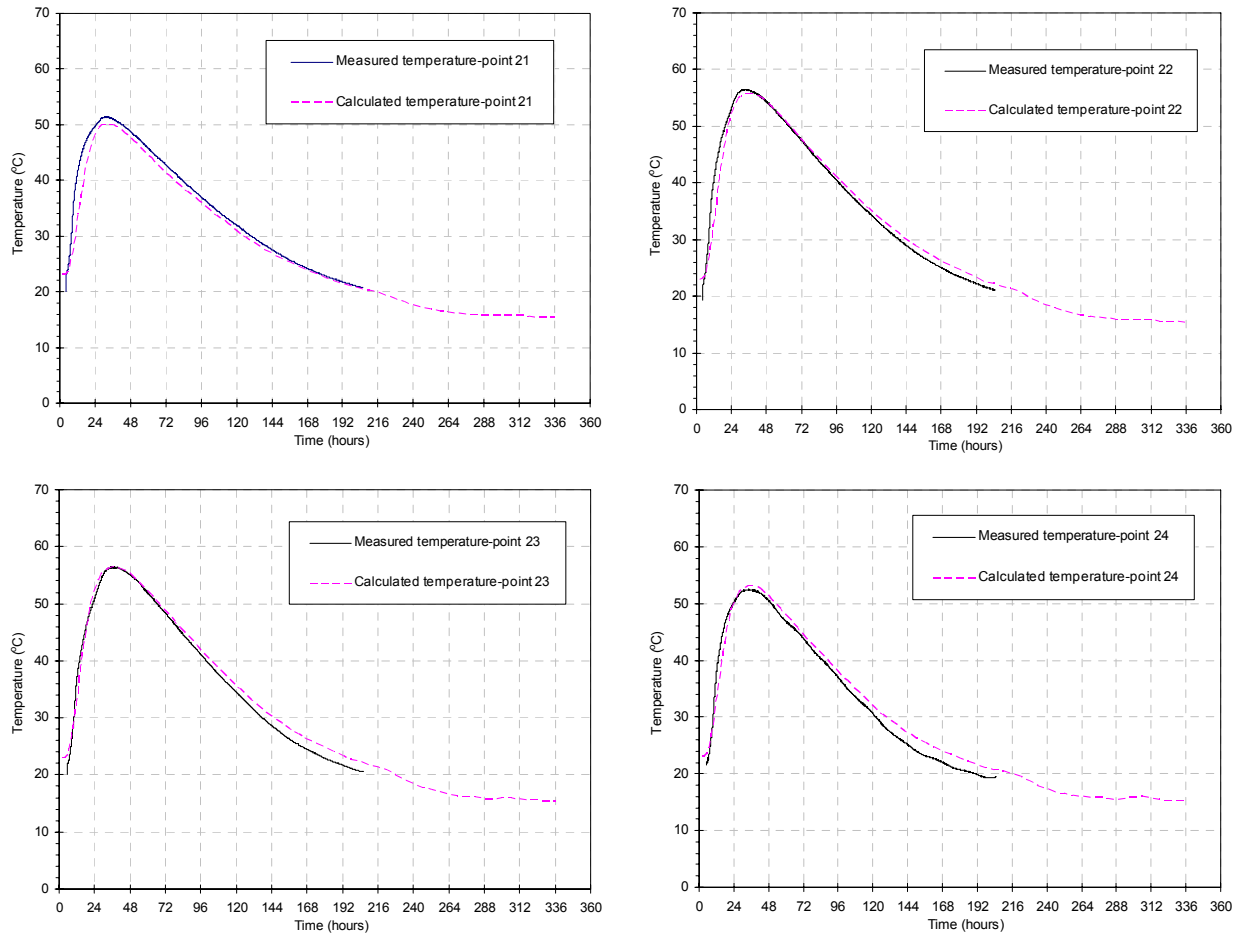 70
60
50
40
30
20
10
0
Temperature (ºC)
Measured temperature-point 21
Calculated temperature-point 21
0 24 48 72 96 120 144 168 192 216 240 264 288 312 336 360
Time (hours)
70
60
50
40
30
20
10
0
Temperature (ºC)
Measured temperature-point 22
Calculated temperature-point 22
0 24 48 72 96 120 144 168 192 216 240 264 288 312 336 360
Time (hours)
70
60
50
40
30
20
10
0
Temperature (ºC)
Measured temperature-point 23
Calculated temperature-point 23
0 24 48 72 96 120 144 168 192 216 240 264 288 312 336 360
Time (hours)
70
60
50
40
30
20
10
0
Temperature (ºC)
Measured temperature-point 24
Calculated temperature-point 24
0 24 48 72 96 120 144 168 192 216 240 264 288 312 336 360
Time (hours)